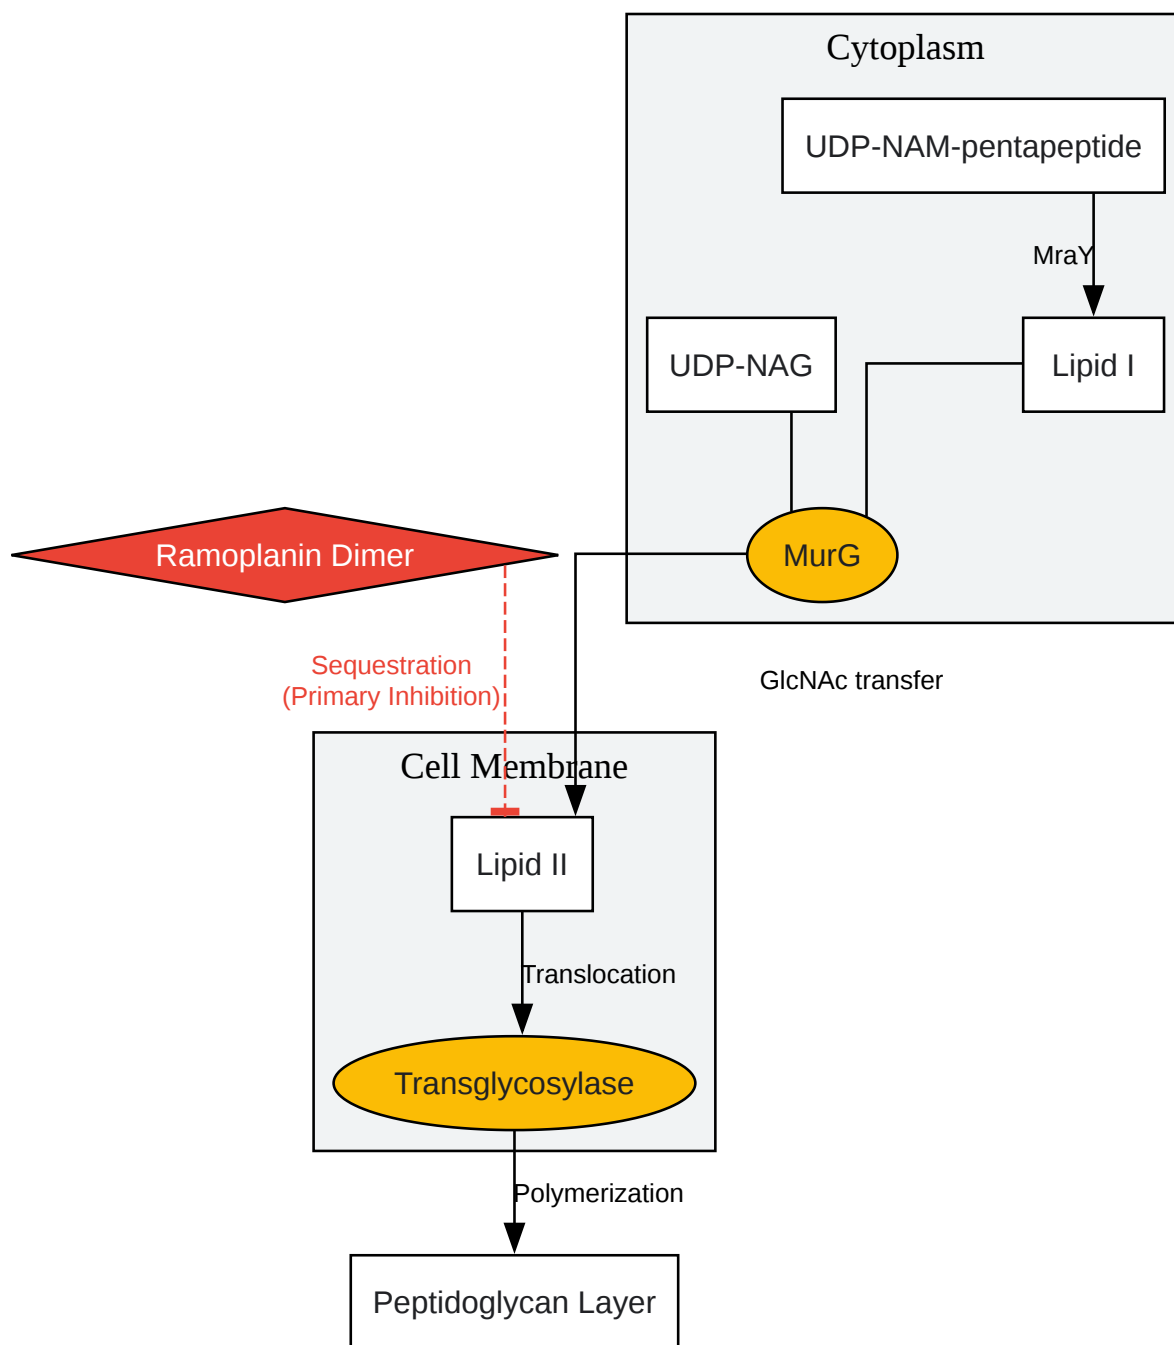 Cytoplasm
UDP-NAM-pentapeptide
MraY
UDP-NAG
Lipid I
Ramoplanin Dimer
MurG
Sequestration
(Primary Inhibition)
GlcNAc transfer
Cell Membrane
Lipid II
Translocation
Transglycosylase
Polymerization
Peptidoglycan Layer